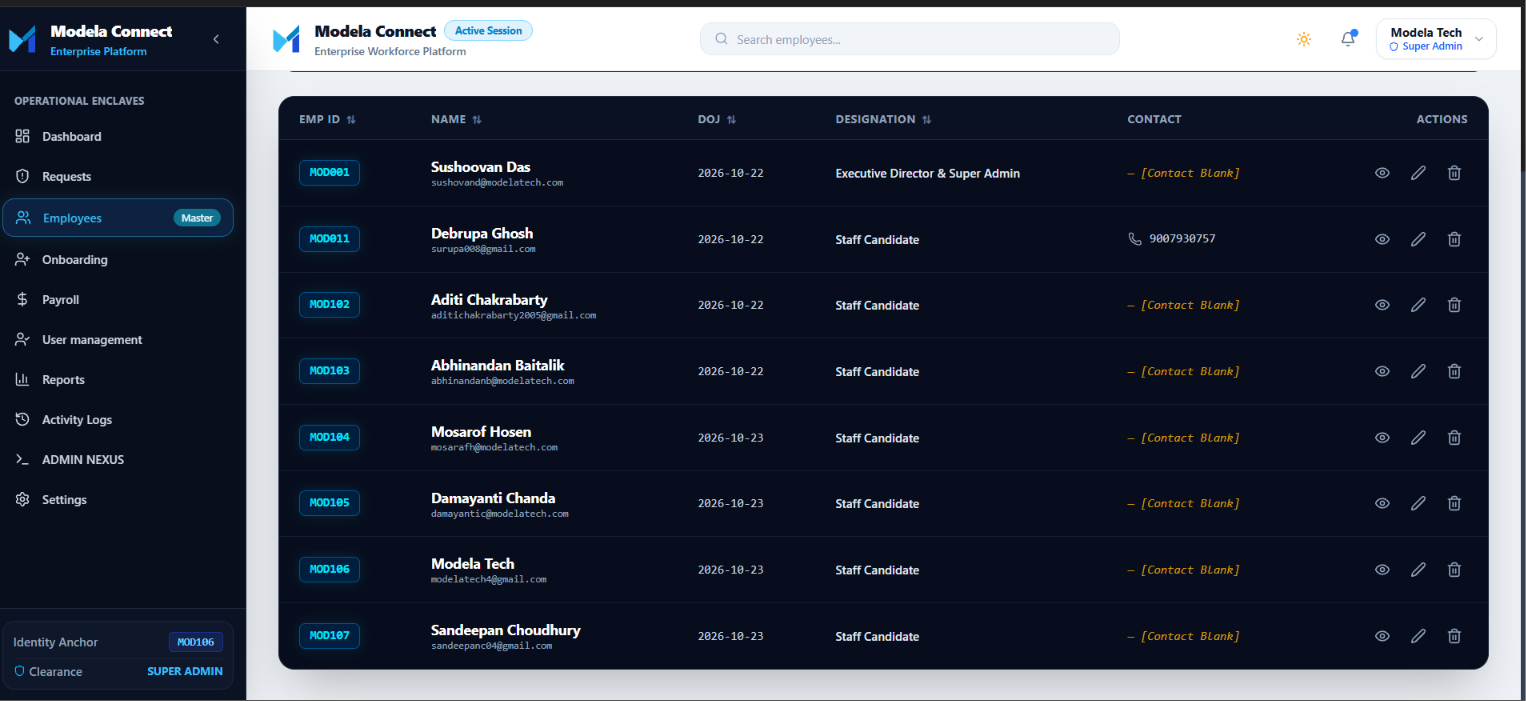 Modela Connect
Enterprise Platform
OPERATIONAL ENCLAVES
Dashboard
Requests
Employees Master
Onboarding
Payroll
User management
Reports
Activity Logs
ADMIN NEXUS
Settings
Identity Anchor MOD106
Clearance SUPER ADMIN
Modela Connect Active Session
Enterprise Workforce Platform
Search employees...
Modela Tech
Super Admin
EMP ID NAME DOJ DESIGNATION CONTACT ACTIONS
MOD001 Sushoovan Das 2026-10-22 Executive Director & Super Admin — [Contact Blank]
sushovand@modelatech.com
MOD011 Debrupa Ghosh 2026-10-22 Staff Candidate 9007930757
surupa008@gmail.com
MOD102 Aditi Chakrabarty 2026-10-22 Staff Candidate — [Contact Blank]
aditichakrabarty2005@gmail.com
MOD103 Abhinandan Baitalik 2026-10-22 Staff Candidate — [Contact Blank]
abhinandanb@modelatech.com
MOD104 Mosarof Hosen 2026-10-23 Staff Candidate — [Contact Blank]
mosarafh@modelatech.com
MOD105 Damayanti Chanda 2026-10-23 Staff Candidate — [Contact Blank]
damayantic@modelatech.com
MOD106 Modela Tech 2026-10-23 Staff Candidate — [Contact Blank]
modelatech4@gmail.com
MOD107 Sandeepan Choudhury 2026-10-23 Staff Candidate — [Contact Blank]
sandeepanc04@gmail.com